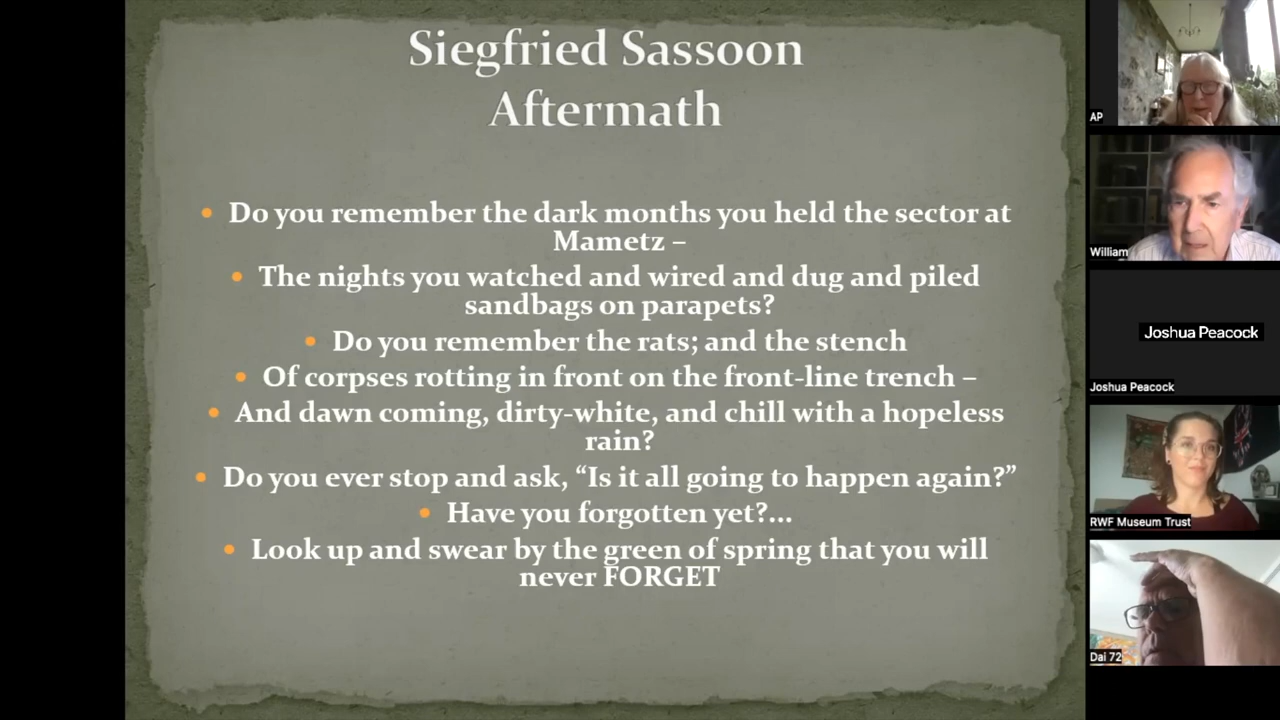 Siegfried Sassoon
Aftermath
• Do you remember the dark months you held the sector at
Mametz –
• The nights you watched and wired and dug and piled
sandbags on parapets?
• Do you remember the rats; and the stench
• Of corpses rotting in front on the front-line trench –
• And dawn coming, dirty-white, and chill with a hopeless
rain?
• Do you ever stop and ask, “Is it all going to happen again?”
• Have you forgotten yet?...
• Look up and swear by the green of spring that you will
never FORGET
AP
William
Joshua Peacock
Joshua Peacock
RWF Museum Trust
Dai 72